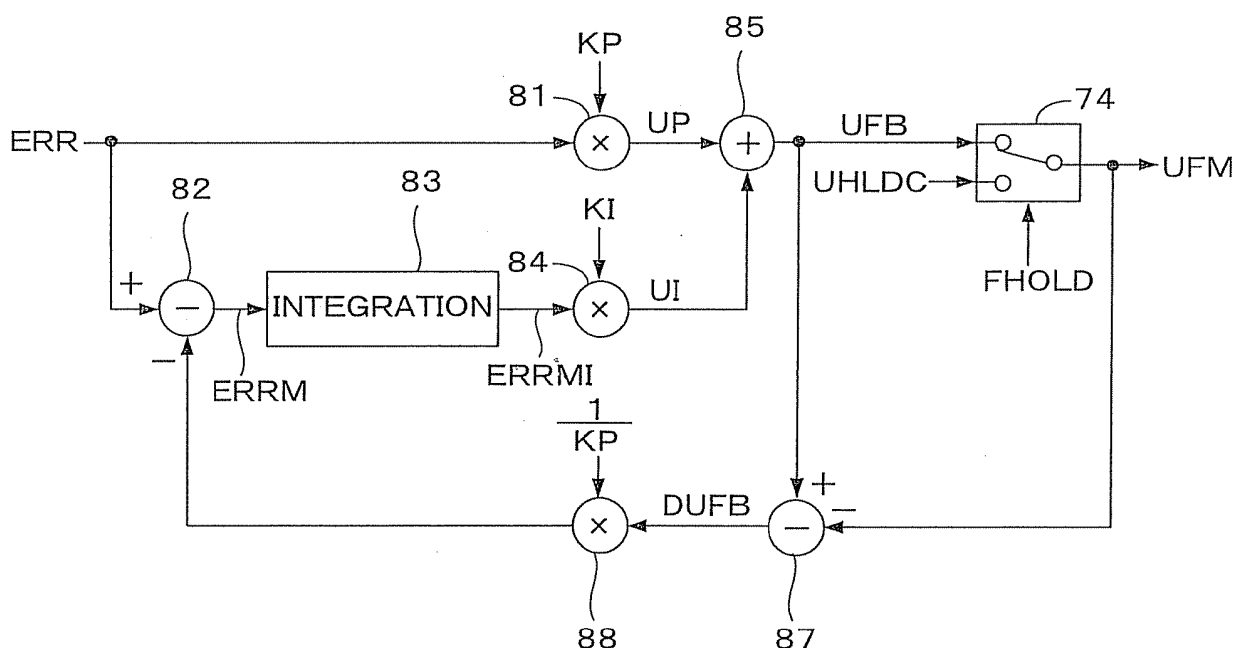 85
KP
81
74
ERR
×
UP
+
UFB
UFM
82
83
KI
UHLDC
84
+
−
INTEGRATION
×
UI
FHOLD
−
ERRM
ERRMI
1
KP
+
−
DUFB
×
−
88
87